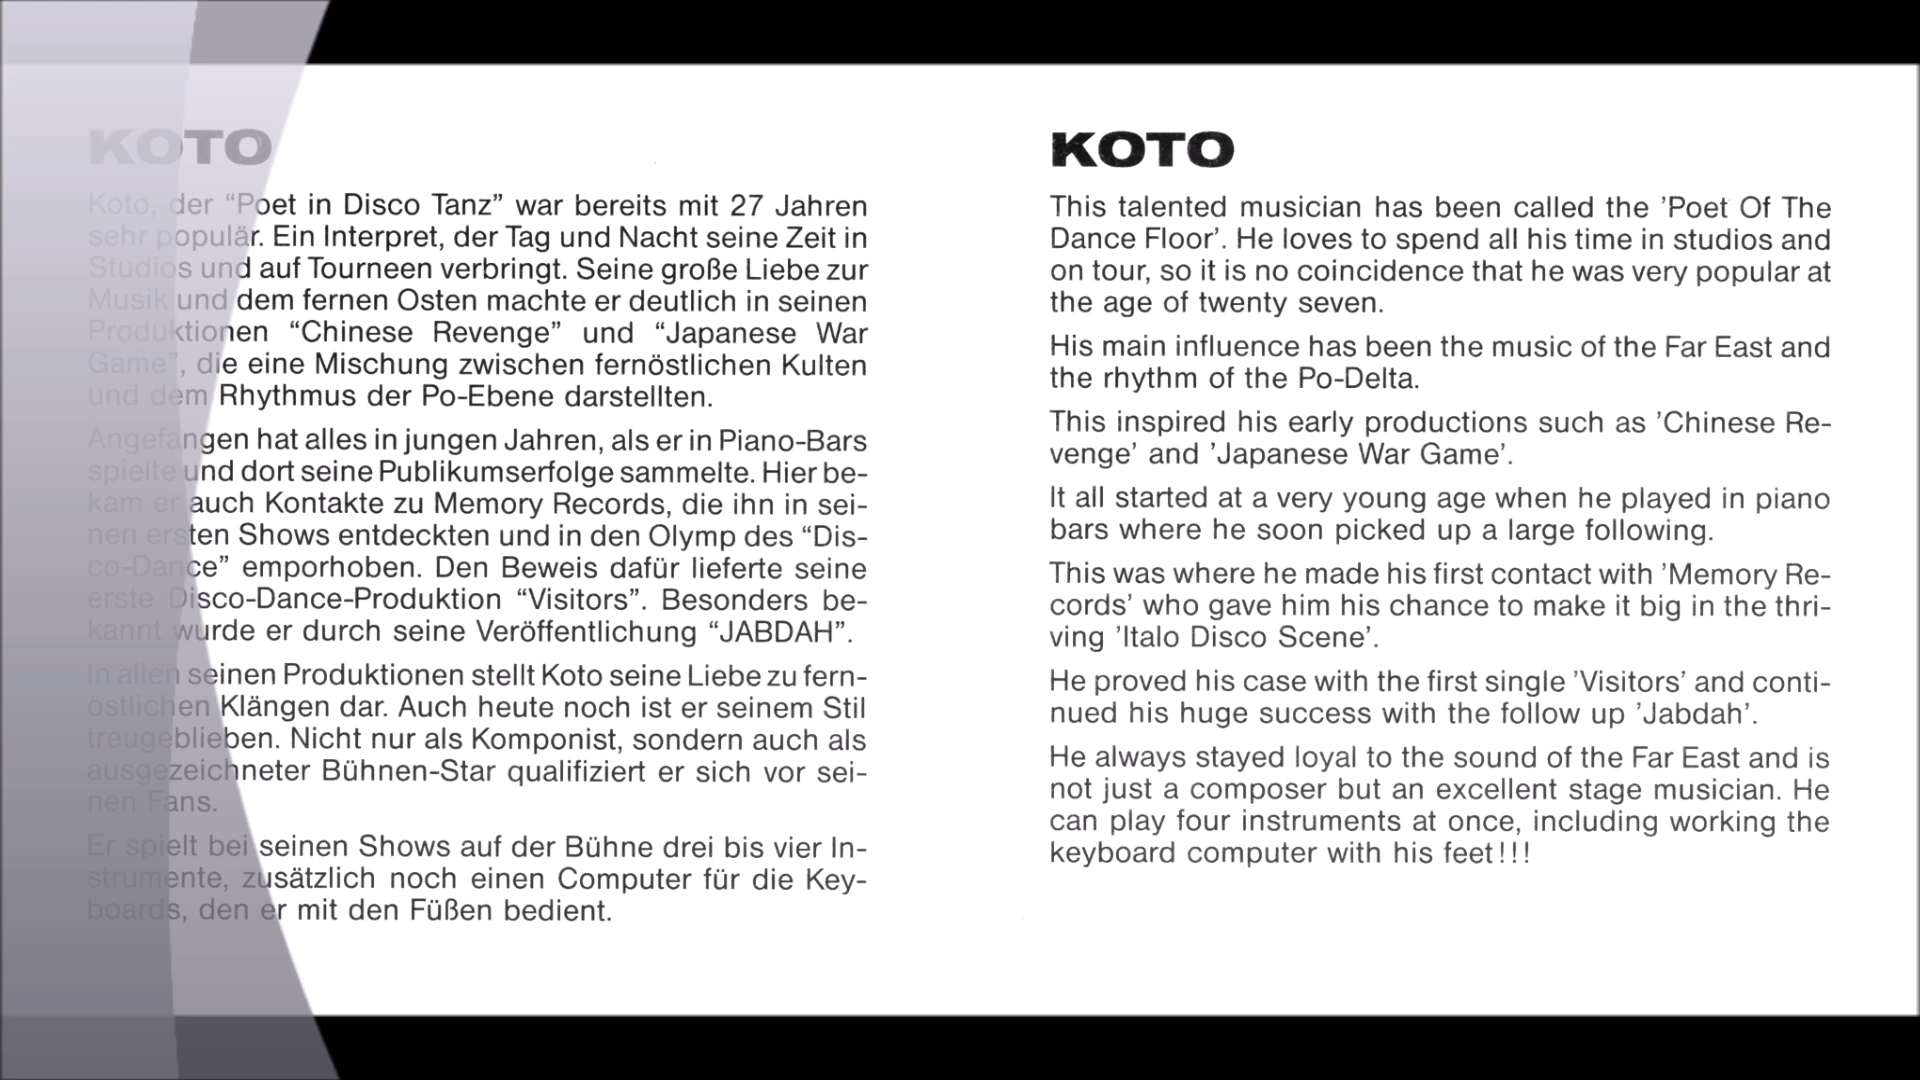 KOTO
Koto, der “Poet in Disco Tanz” war bereits mit 27 Jahren
sehr populär. Ein Interpret, der Tag und Nacht seine Zeit in
Studios und auf Tourneen verbringt. Seine große Liebe zur
Musik und dem fernen Osten machte er deutlich in seinen
Produktionen “Chinese Revenge” und “Japanese War
Game”, die eine Mischung zwischen fernöstlichen Kulten
und dem Rhythmus der Po-Ebene darstellten.
Angefangen hat alles in jungen Jahren, als er in Piano-Bars
spielte und dort seine Publikumserfolge sammelte. Hier be-
kam er auch Kontakte zu Memory Records, die ihn in sei-
nen ersten Shows entdeckten und in den Olymp des “Dis-
co-Dance” emporhoben. Den Beweis dafür lieferte seine
erste Disco-Dance-Produktion “Visitors”. Besonders be-
kannt wurde er durch seine Veröffentlichung “JABDAH”.
In allen seinen Produktionen stellt Koto seine Liebe zu fern-
östlichen Klängen dar. Auch heute noch ist er seinem Stil
treugeblieben. Nicht nur als Komponist, sondern auch als
ausgezeichneter Bühnen-Star qualifiziert er sich vor sei-
nen Fans.
Er spielt bei seinen Shows auf der Bühne drei bis vier In-
strumente, zusätzlich noch einen Computer für die Key-
boards, den er mit den Füßen bedient.
KOTO
This talented musician has been called the ’Poet Of The
Dance Floor’. He loves to spend all his time in studios and
on tour, so it is no coincidence that he was very popular at
the age of twenty seven.
His main influence has been the music of the Far East and
the rhythm of the Po-Delta.
This inspired his early productions such as ’Chinese Re-
venge’ and ’Japanese War Game’.
It all started at a very young age when he played in piano
bars where he soon picked up a large following.
This was where he made his first contact with ’Memory Re-
cords’ who gave him his chance to make it big in the thri-
ving ’Italo Disco Scene’.
He proved his case with the first single ’Visitors’ and conti-
nued his huge success with the follow up ’Jabdah’.
He always stayed loyal to the sound of the Far East and is
not just a composer but an excellent stage musician. He
can play four instruments at once, including working the
keyboard computer with his feet!!!